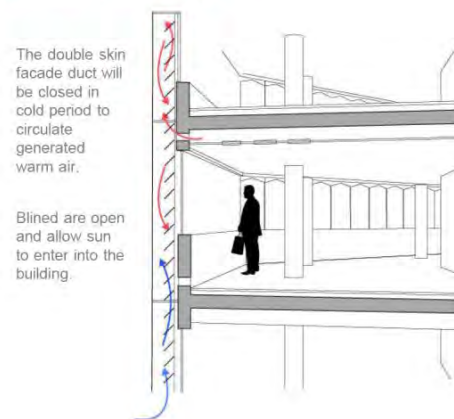 The double skin
facade duct will
be closed in
cold period to
circulate
generated
warm air.
Blined are open
and allow sun
to enter into the
building.